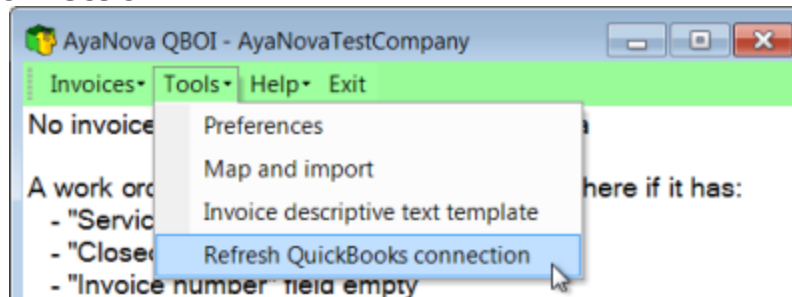 AyaNova QBOI - AyaNovaTestCompany
Invoices Tools Help Exit
No invoice
Preferences
Map and import
A work ord here if it has:
Invoice descriptive text template
- "Servic
- "Closed
Refresh QuickBooks connection
- "Invoice number" field empty